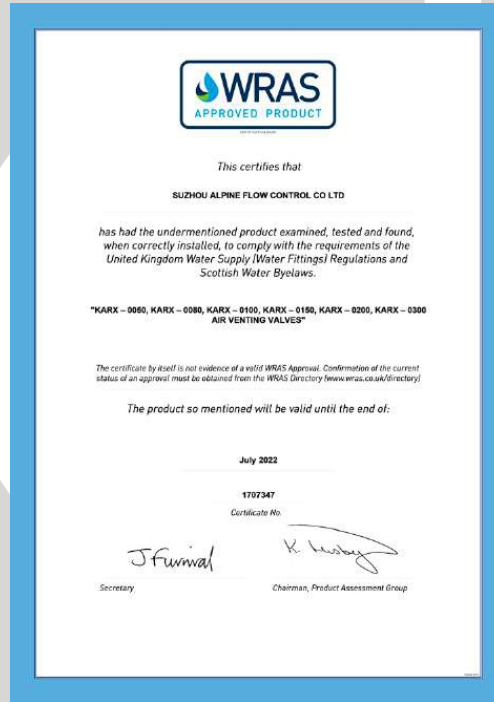 WRAS
APPROVED PRODUCT
This certifies that
SUZHOU ALPINE FLOW CONTROL CO LTD
has had the undermentioned product examined, tested and found,
when correctly installed, to comply with the requirements of the
United Kingdom Water Supply (Water Fittings) Regulations and
Scottish Water Byelaws.
"KARX – 0050, KARX – 0080, KARX – 0100, KARX – 0150, KARX – 0200, KARX – 0300
AIR VENTING VALVES"
The certificate by itself is not evidence of a valid WRAS Approval. Confirmation of the current
status of an approval must be obtained from the WRAS Directory (www.wras.co.uk/directory)
The product so mentioned will be valid until the end of:
July 2022
1707347
Certificate No.
J Furnival
Secretary
Chairman, Product Assessment Group